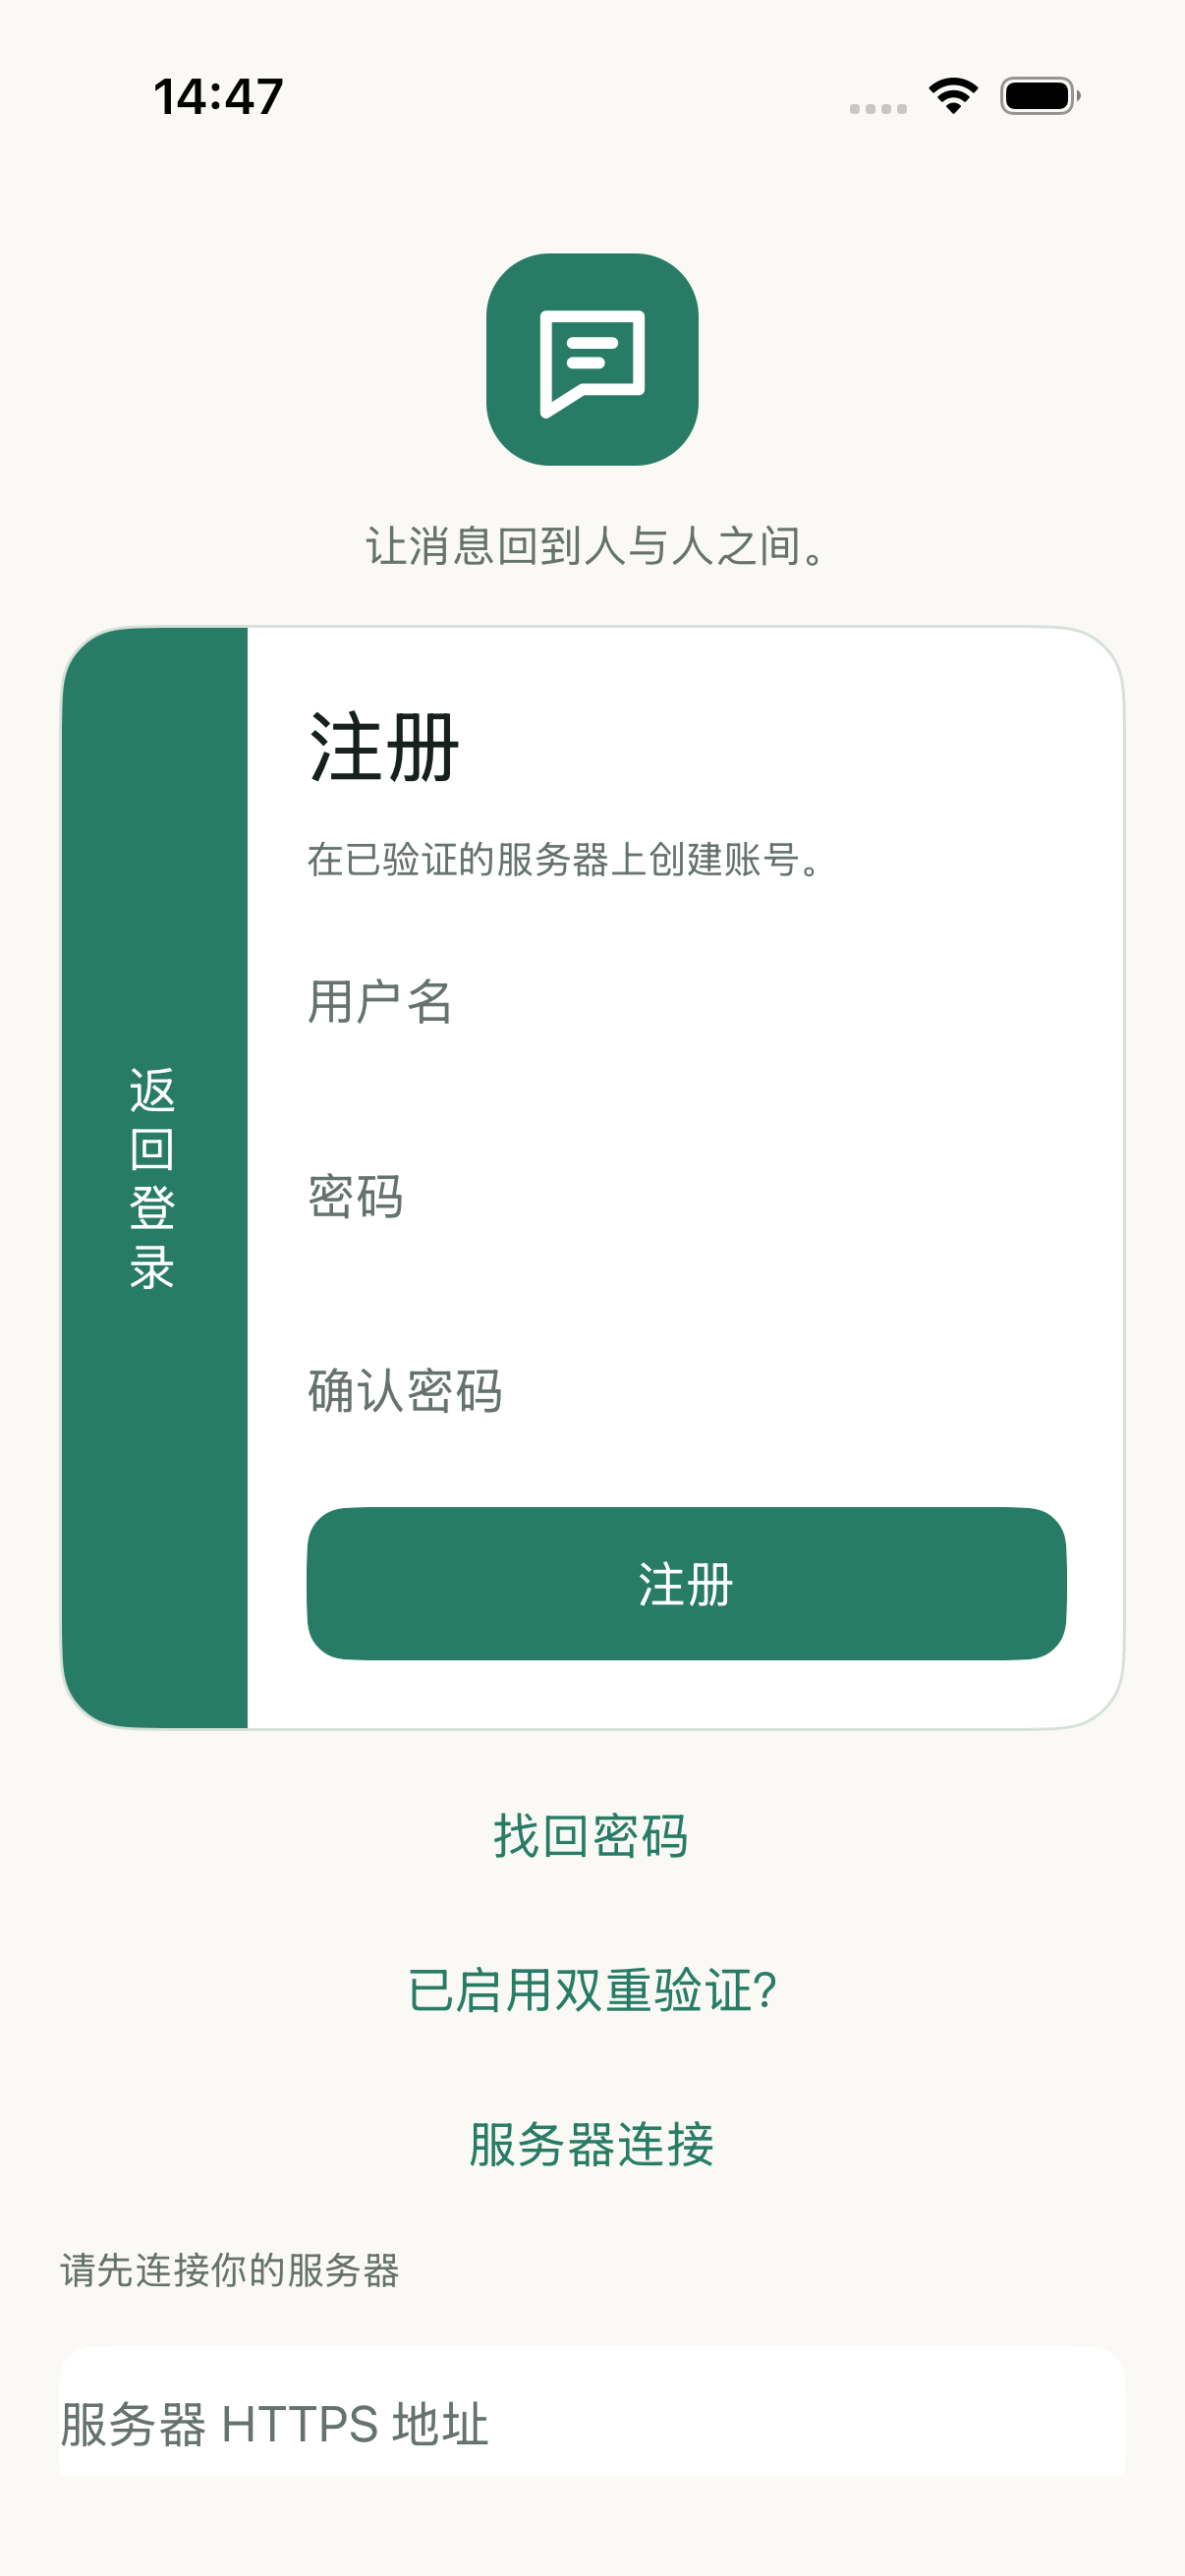 14:47
让消息回到人与人之间。
返回登录
注册
在已验证的服务器上创建账号。
用户名
密码
确认密码
注册
找回密码
已启用双重验证?
服务器连接
请先连接你的服务器
服务器 HTTPS 地址